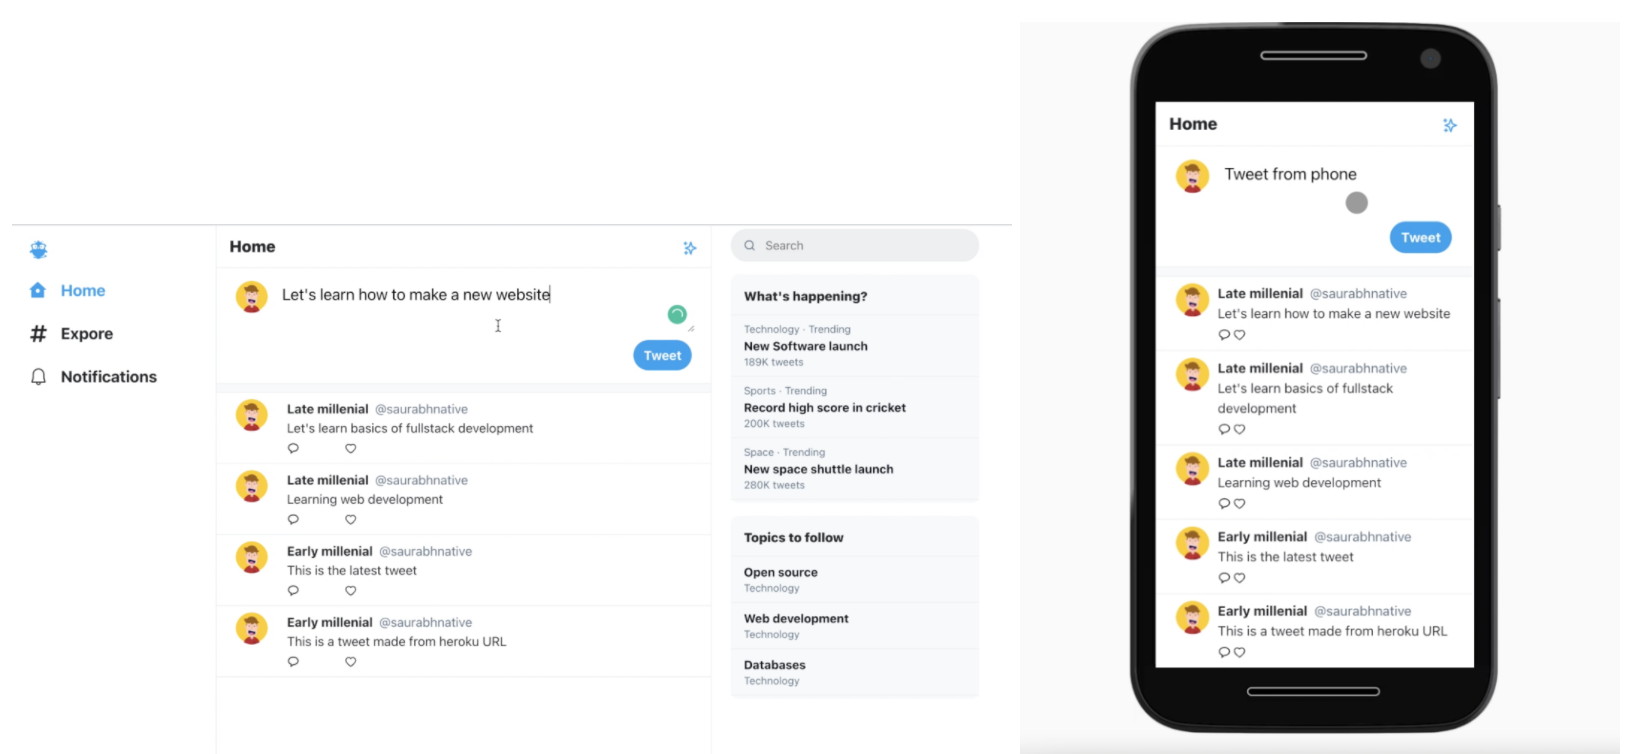 Home
Expore
Notifications
Home
Let's learn how to make a new website
Tweet
Late millenial @saurabhnative
Let's learn basics of fullstack development
Late millenial @saurabhnative
Learning web development
Early millenial @saurabhnative
This is the latest tweet
Early millenial @saurabhnative
This is a tweet made from heroku URL
Search
What's happening?
Technology · Trending
New Software launch
189K tweets
Sports · Trending
Record high score in cricket
200K tweets
Space · Trending
New space shuttle launch
280K tweets
Topics to follow
Open source
Technology
Web development
Technology
Databases
Technology
Home
Tweet from phone
Tweet
Late millenial @saurabhnative
Let's learn how to make a new website
Late millenial @saurabhnative
Let's learn basics of fullstack
development
Late millenial @saurabhnative
Learning web development
Early millenial @saurabhnative
This is the latest tweet
Early millenial @saurabhnative
This is a tweet made from heroku URL